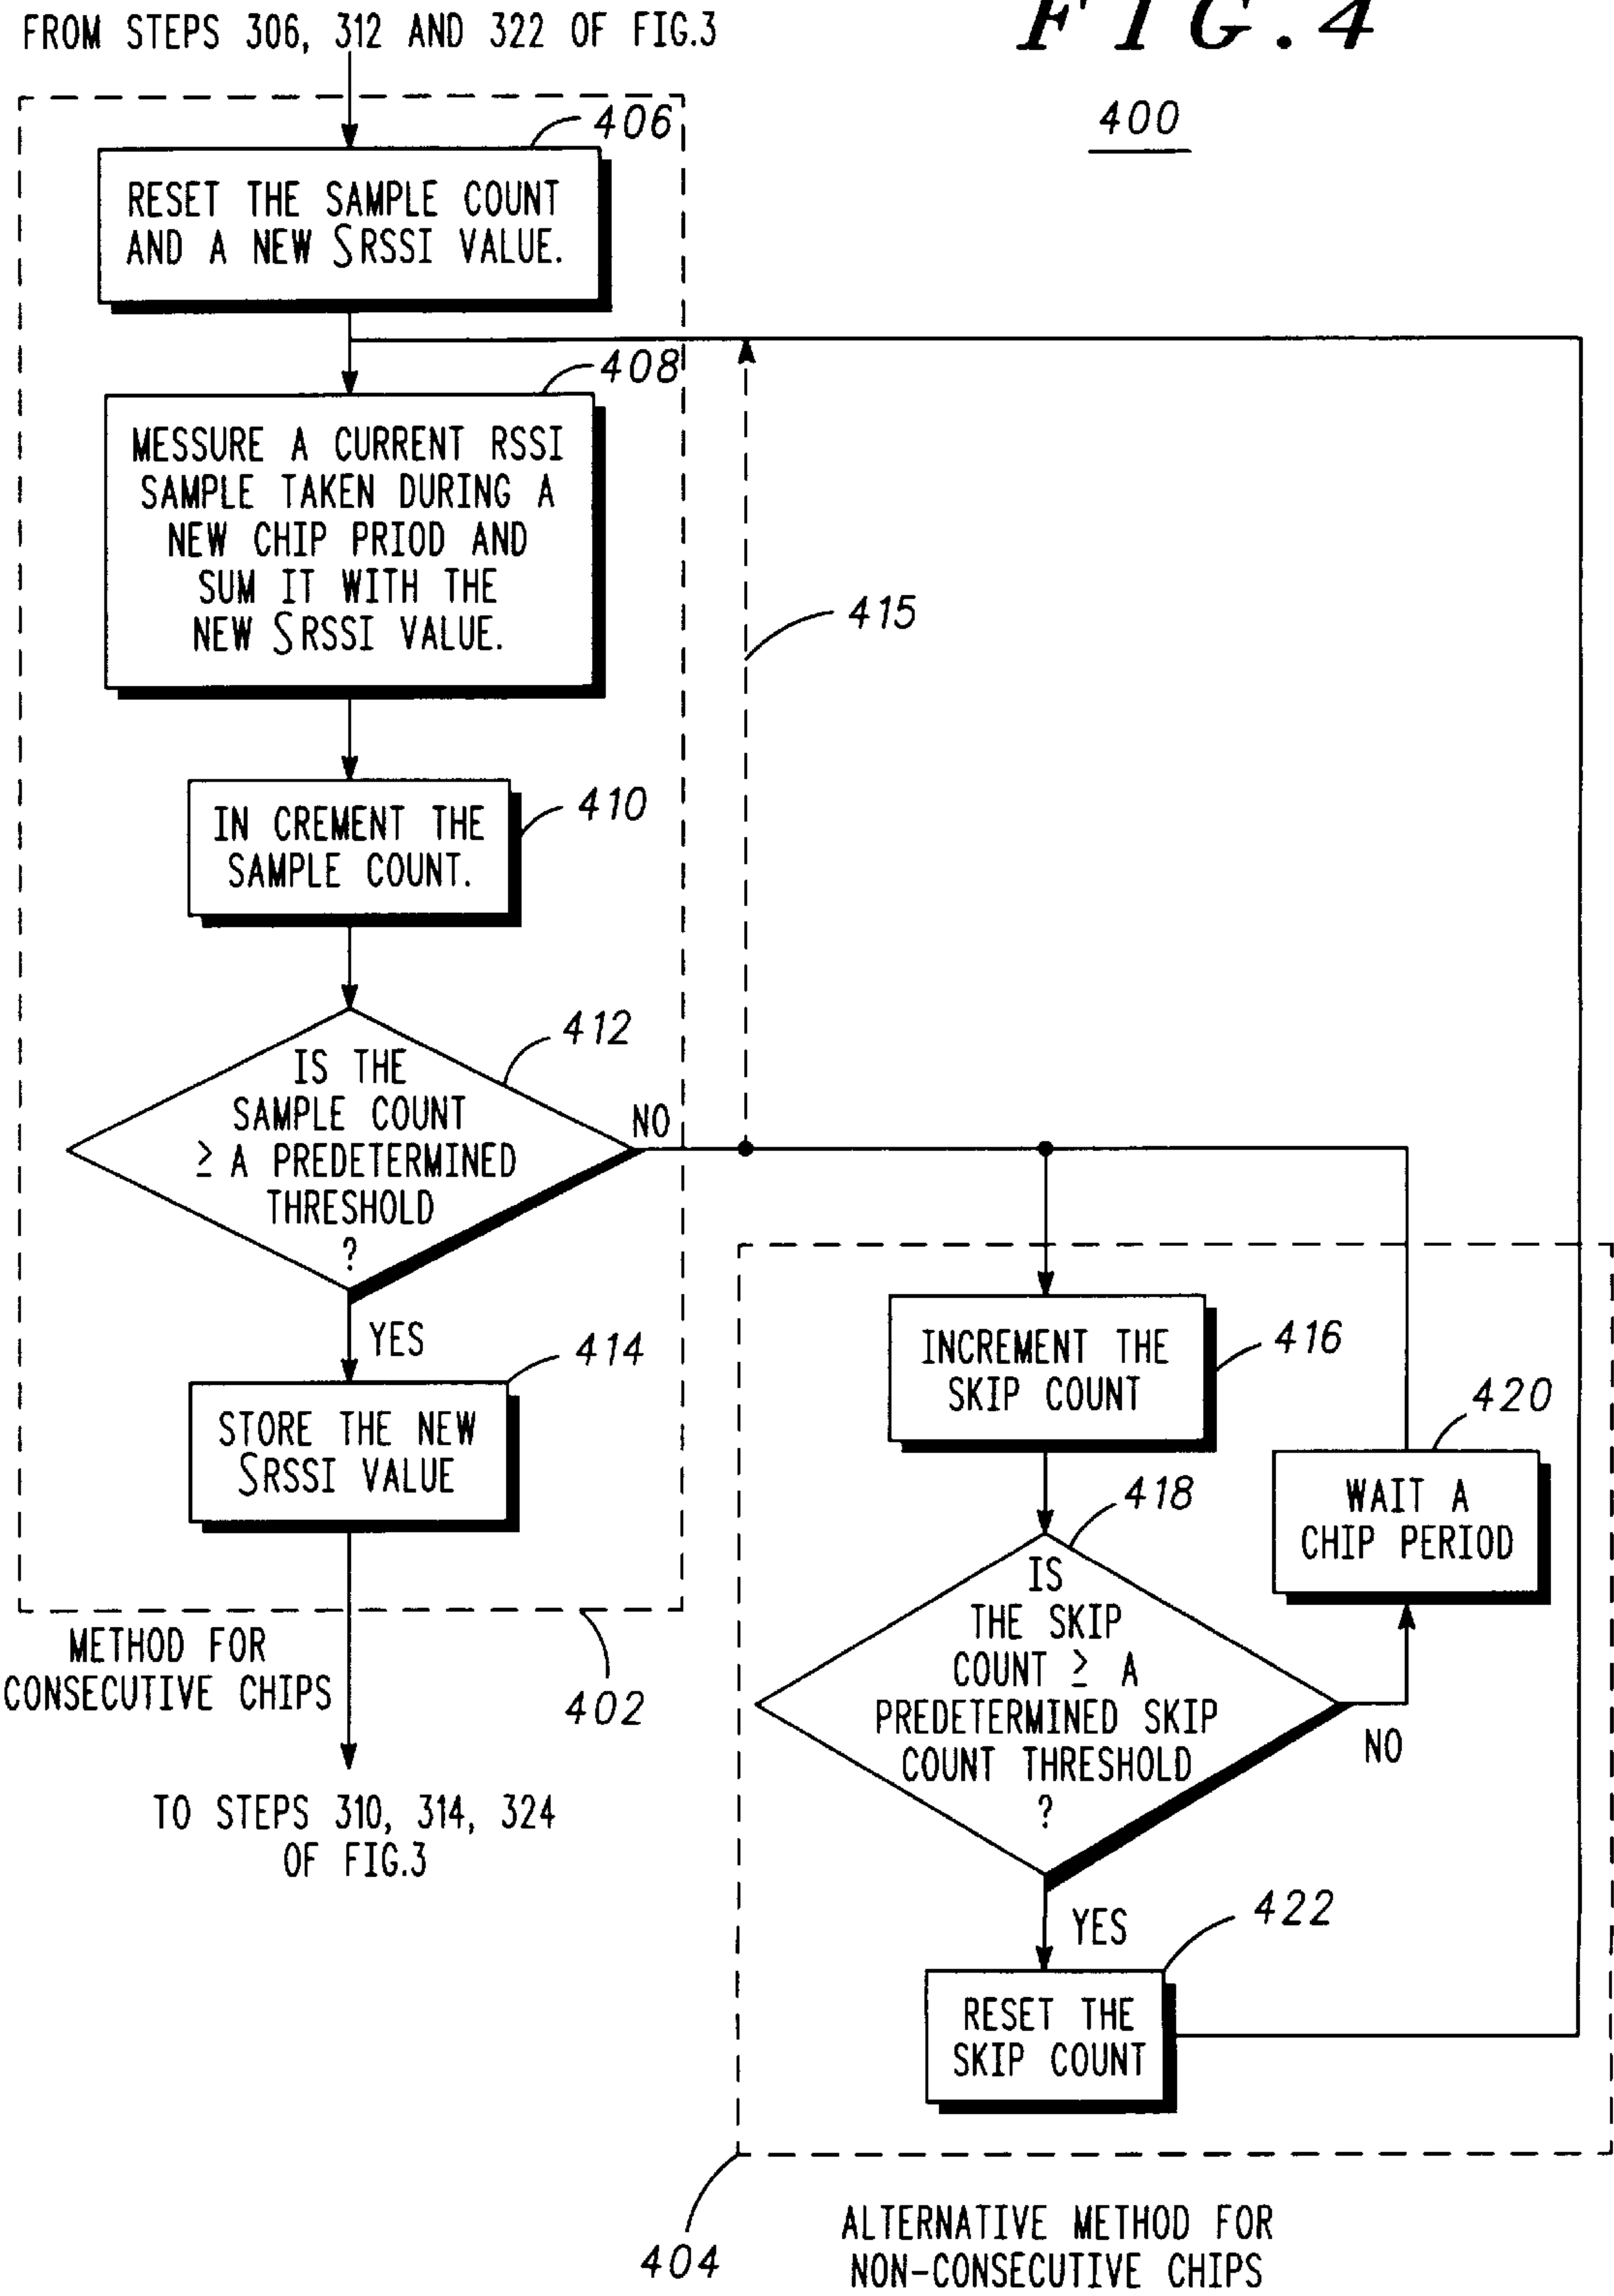 FROM STEPS 306, 312 AND 322 OF FIG.3
FIG.4
400
406
RESET THE SAMPLE COUNT
AND A NEW SRSSI VALUE.
408
MESSURE A CURRENT RSSI
SAMPLE TAKEN DURING A
NEW CHIP PRIOD AND
SUM IT WITH THE
NEW SRSSI VALUE.
415
410
IN CREMENT THE
SAMPLE COUNT.
412
IS THE
SAMPLE COUNT
≥ A PREDETERMINED
THRESHOLD
?
NO
YES
414
STORE THE NEW
SRSSI VALUE
METHOD FOR
CONSECUTIVE CHIPS
402
TO STEPS 310, 314, 324
OF FIG.3
INCREMENT THE
SKIP COUNT
416
420
WAIT A
CHIP PERIOD
418
IS
THE SKIP
COUNT ≥ A
PREDETERMINED SKIP
COUNT THRESHOLD
?
NO
YES
422
RESET THE
SKIP COUNT
404
ALTERNATIVE METHOD FOR
NON-CONSECUTIVE CHIPS